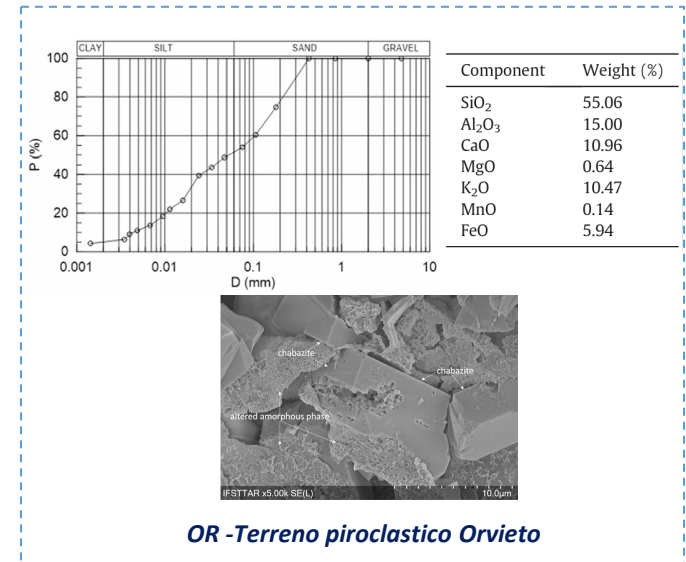 CLAY SILT SAND GRAVEL
100
80
60
40
20
0
P (%)
0.001 0.01 0.1 1 10
D (mm)
Component Weight (%)
SiO₂ 55.06
Al₂O₃ 15.00
CaO 10.96
MgO 0.64
K₂O 10.47
MnO 0.14
FeO 5.94
chabazite
chabazite
altered amorphous phase
IFSTTAR x5.00k SE(L) 10.0µm
OR -Terreno piroclastico Orvieto